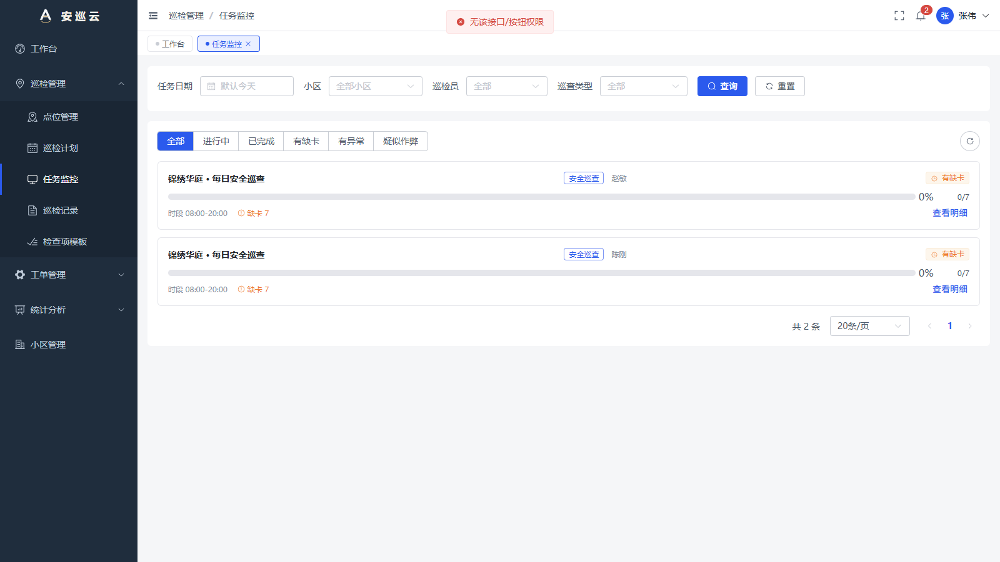 安巡云
工作台
巡检管理
点位管理
巡检计划
任务监控
巡检记录
检查项模板
工单管理
统计分析
小区管理
巡检管理 / 任务监控
无该接口/按钮权限
2
张 张伟
工作台
任务监控
任务日期 默认今天 小区 全部小区 巡检员 全部 巡查类型 全部 查询 重置
全部 进行中 已完成 有缺卡 有异常 疑似作弊
锦绣华庭 • 每日安全巡查 安全巡查 赵敏 有缺卡
0% 0/7
时段 08:00-20:00 缺卡 7 查看明细
锦绣华庭 • 每日安全巡查 安全巡查 陈刚 有缺卡
0% 0/7
时段 08:00-20:00 缺卡 7 查看明细
共 2 条 20条/页 1